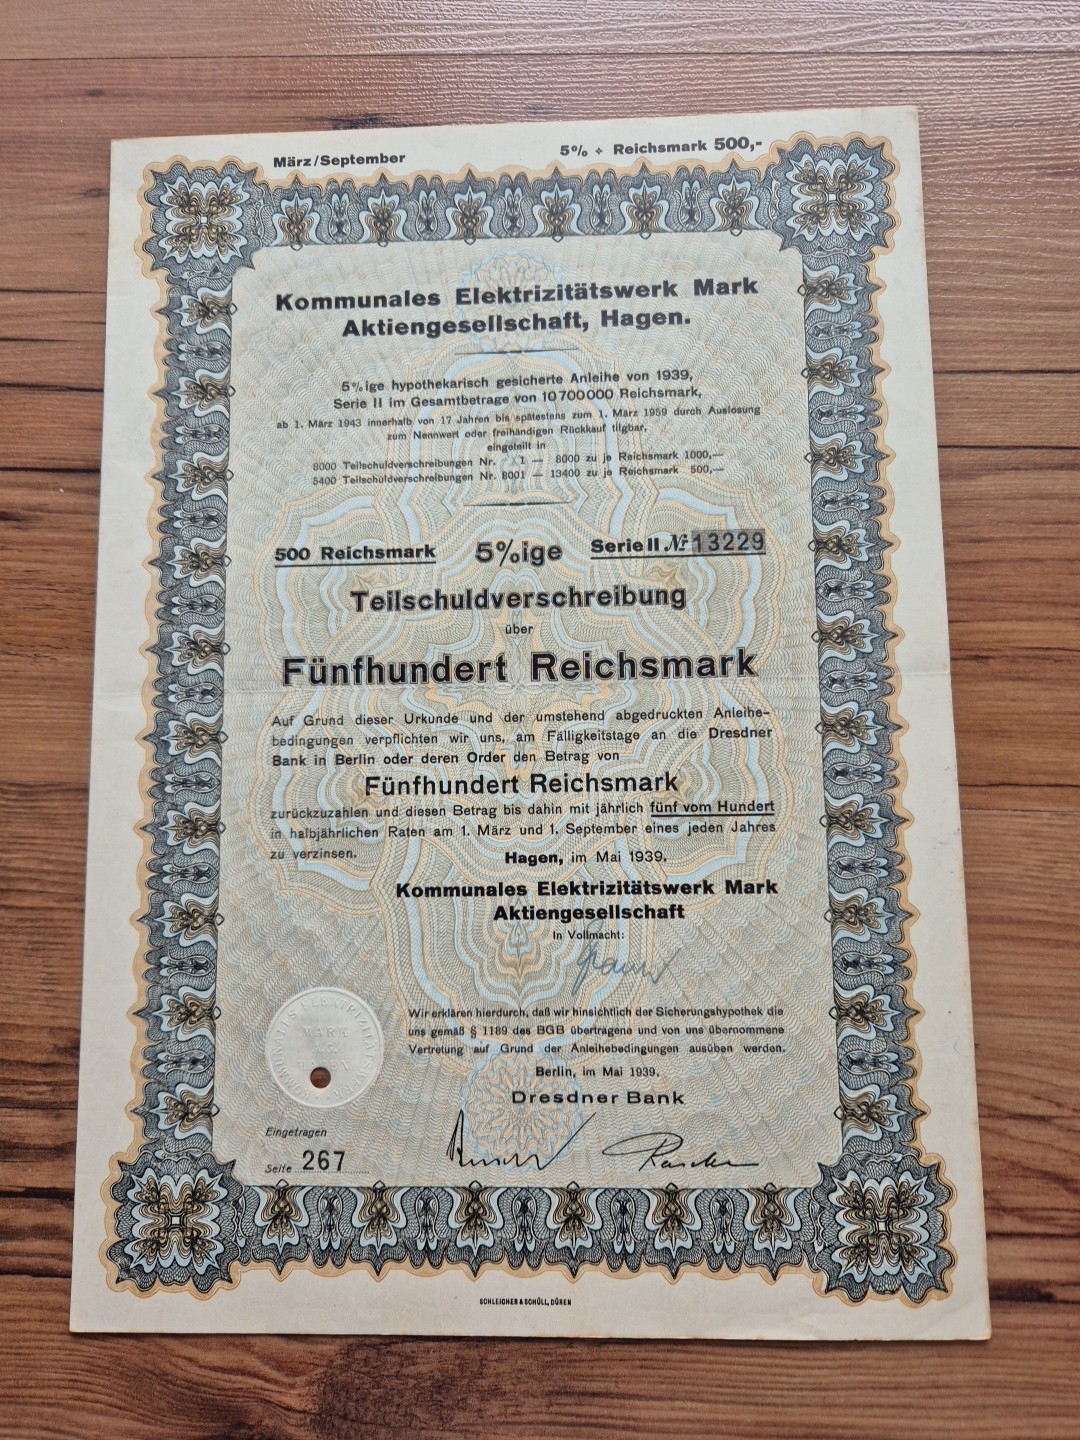 März/September
5% ÷ Reichsmark 500,-
Kommunales Elektrizitätswerk Mark
Aktiengesellschaft, Hagen.
5%ige hypothekarisch gesicherte Anleihe von 1939,
Serie II im Gesamtbetrage von 10700000 Reichsmark,
ab 1. März 1943 innerhalb von 17 Jahren bis spätestens zum 1. März 1959 durch Auslosung
zum Nennwert oder freihändigen Rückkauf tilgbar,
eingeteilt in
8000 Teilschuldverschreibungen Nr. 1 — 8000 zu je Reichsmark 1000,—
5400 Teilschuldverschreibungen Nr. 8001 — 13400 zu je Reichsmark 500,—
500 Reichsmark 5%ige Serie II № 13229
Teilschuldverschreibung
über
Fünfhundert Reichsmark
Auf Grund dieser Urkunde und der umstehend abgedruckten Anleihe-
bedingungen verpflichten wir uns, am Fälligkeitstage an die Dresdner
Bank in Berlin oder deren Order den Betrag von
Fünfhundert Reichsmark
zurückzuzahlen und diesen Betrag bis dahin mit jährlich fünf vom Hundert
in halbjährlichen Raten am 1. März und 1. September eines jeden Jahres
zu verzinsen.
Hagen, im Mai 1939.
Kommunales Elektrizitätswerk Mark
Aktiengesellschaft
In Vollmacht:
Wir erklären hierdurch, daß wir hinsichtlich der Sicherungshypothek die
uns gemäß § 1189 des BGB übertragene und von uns übernommene
Vertretung auf Grund der Anleihebedingungen ausüben werden.
Berlin, im Mai 1939.
Dresdner Bank
MARK
Eingetragen
Seite 267
SCHLEICHER & SCHÜLL, DÜREN